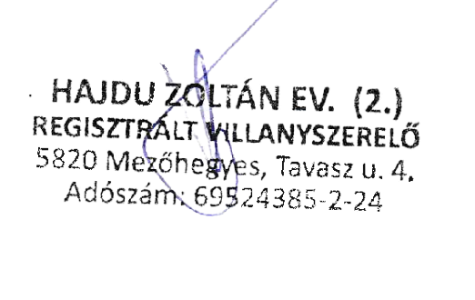 HAJDU ZOLTÁN EV. (2.)
REGISZTRÁLT VILLANYSZERELŐ
5820 Mezőhegyes, Tavasz u. 4.
Adószám: 69524385-2-24